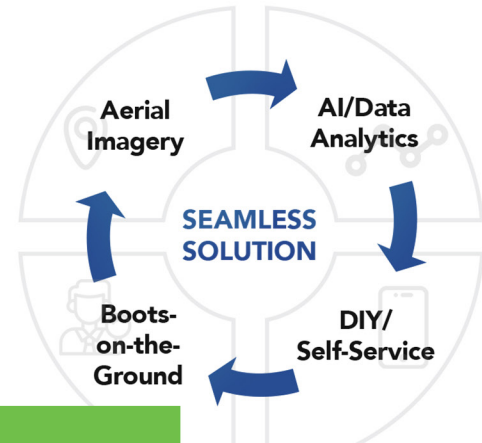 Aerial
Imagery
AI/Data
Analytics
SEAMLESS
SOLUTION
Boots-
on-the-
Ground
DIY/
Self-Service